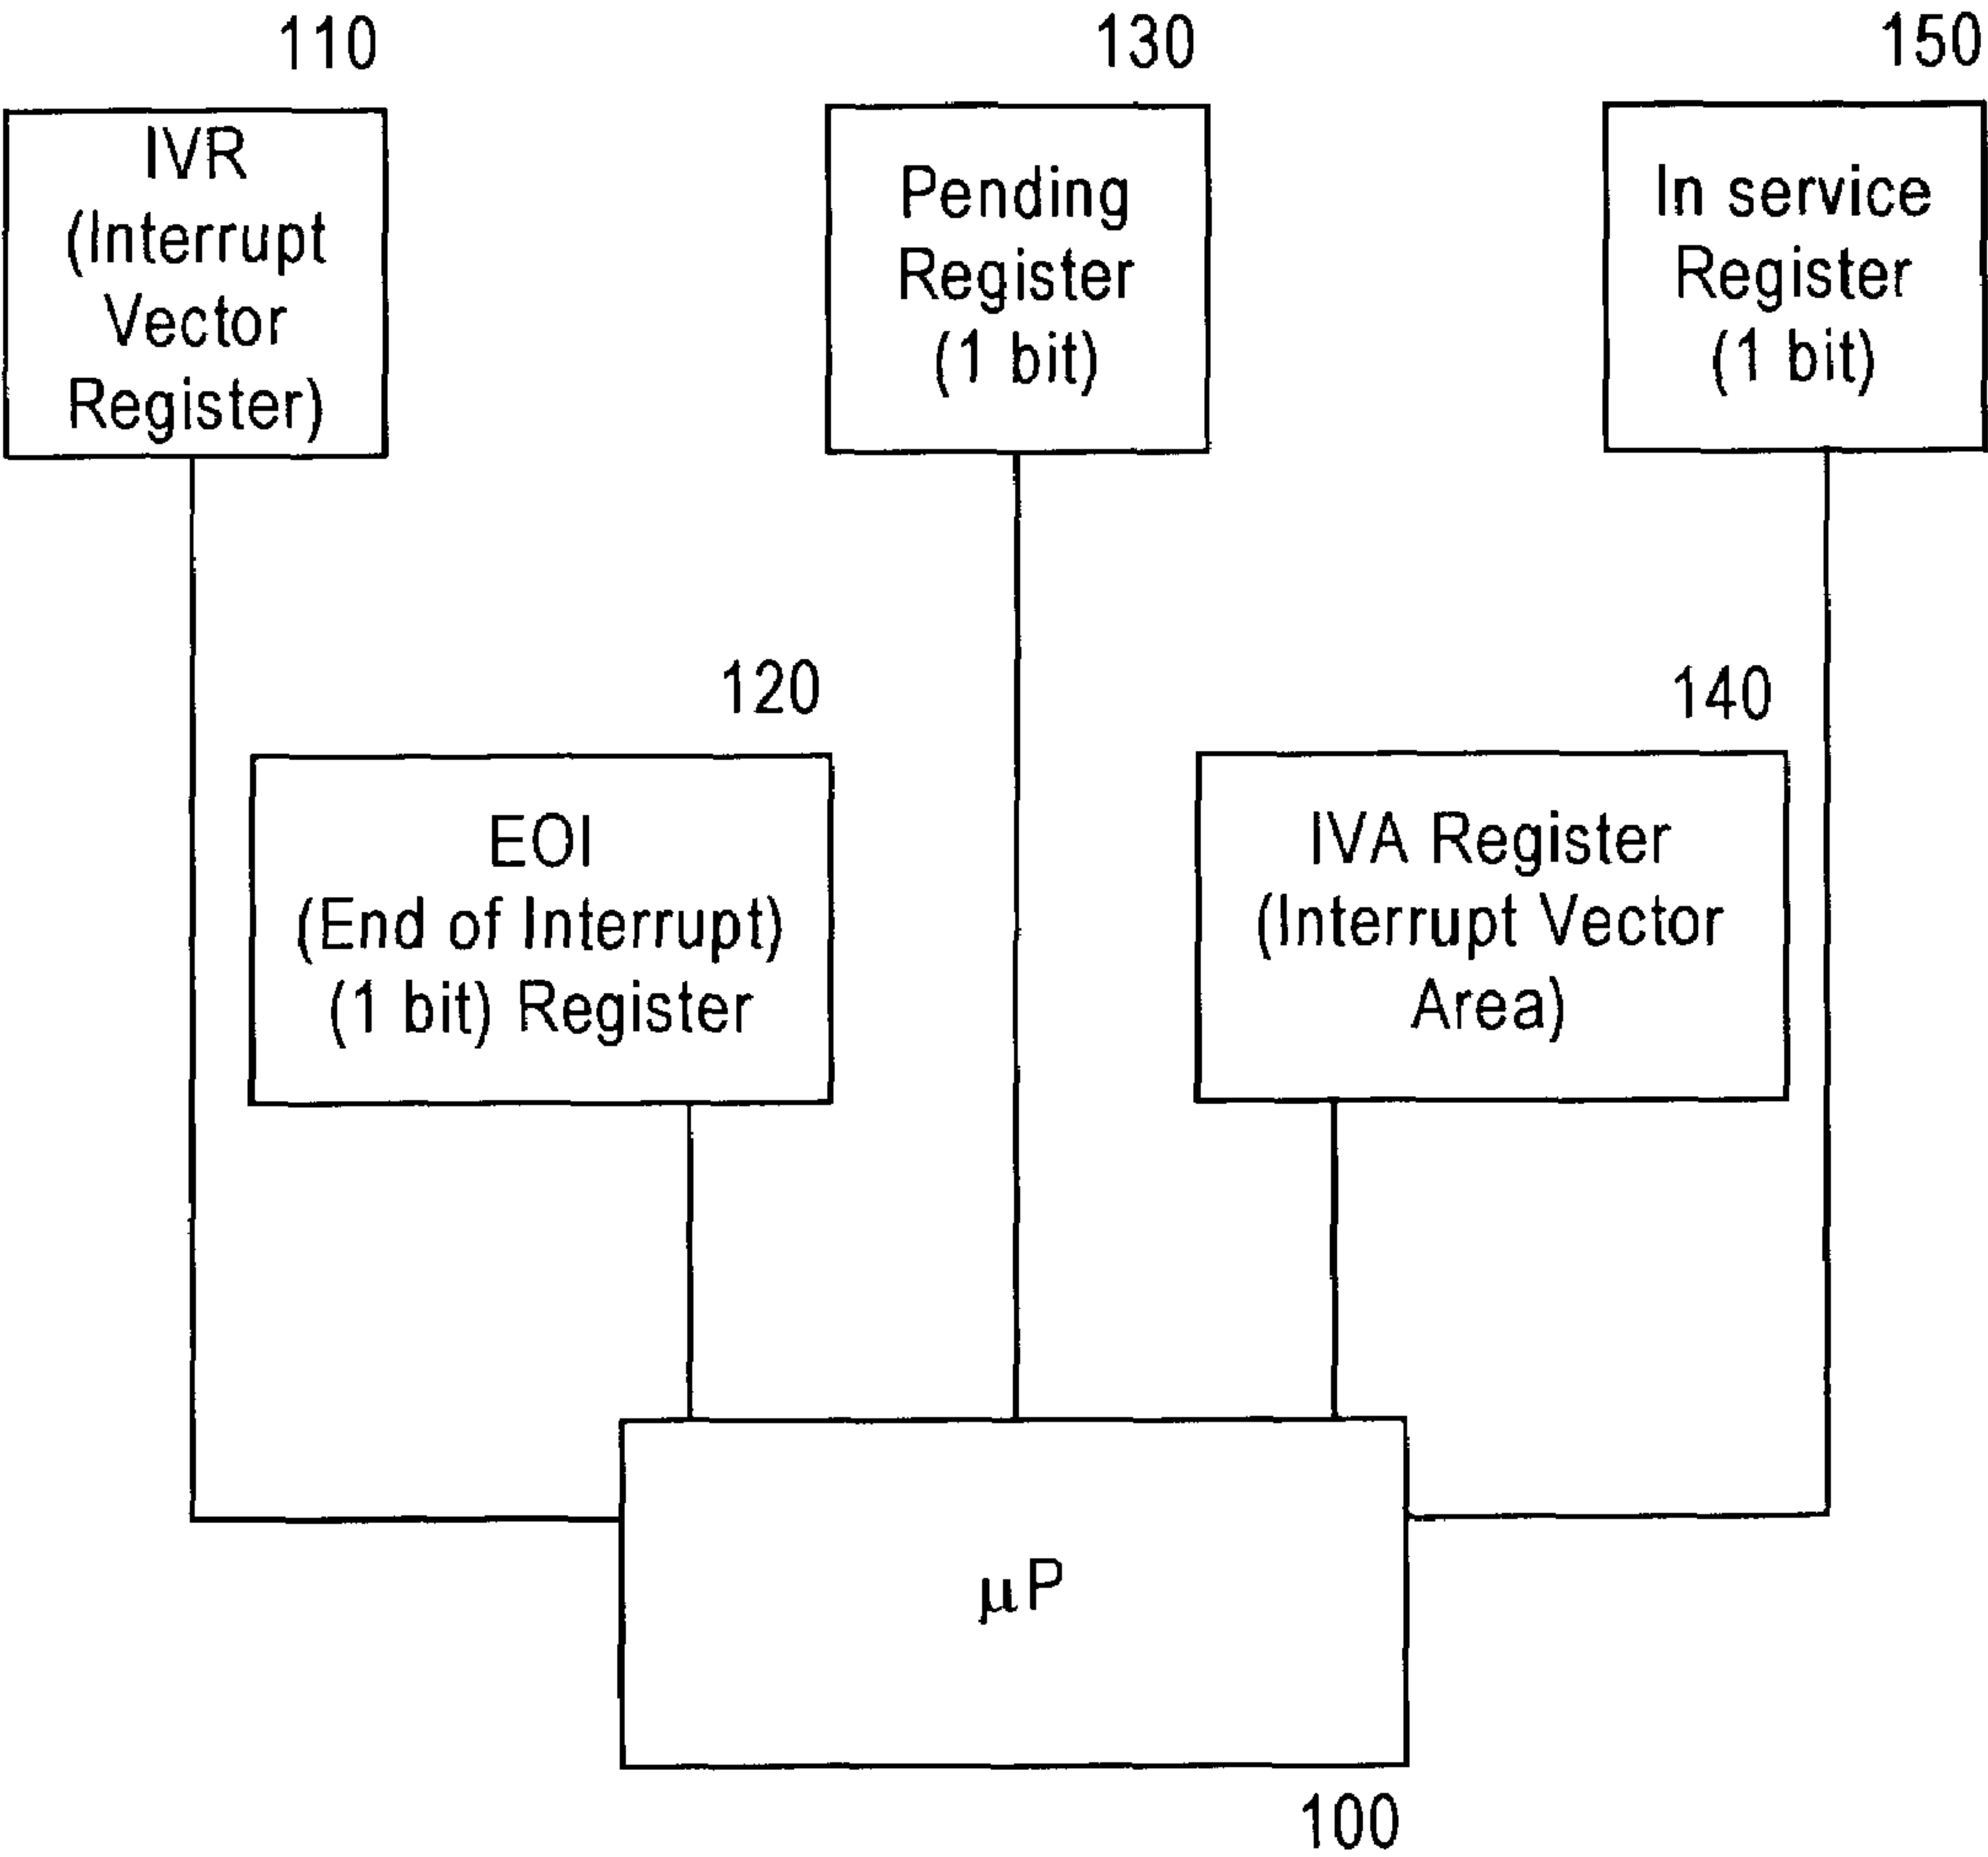 110
IVR
(Interrupt
Vector
Register)
130
Pending
Register
(1 bit)
150
In service
Register
(1 bit)
120
EOI
(End of Interrupt)
(1 bit) Register
140
IVA Register
(Interrupt Vector
Area)
μP
100